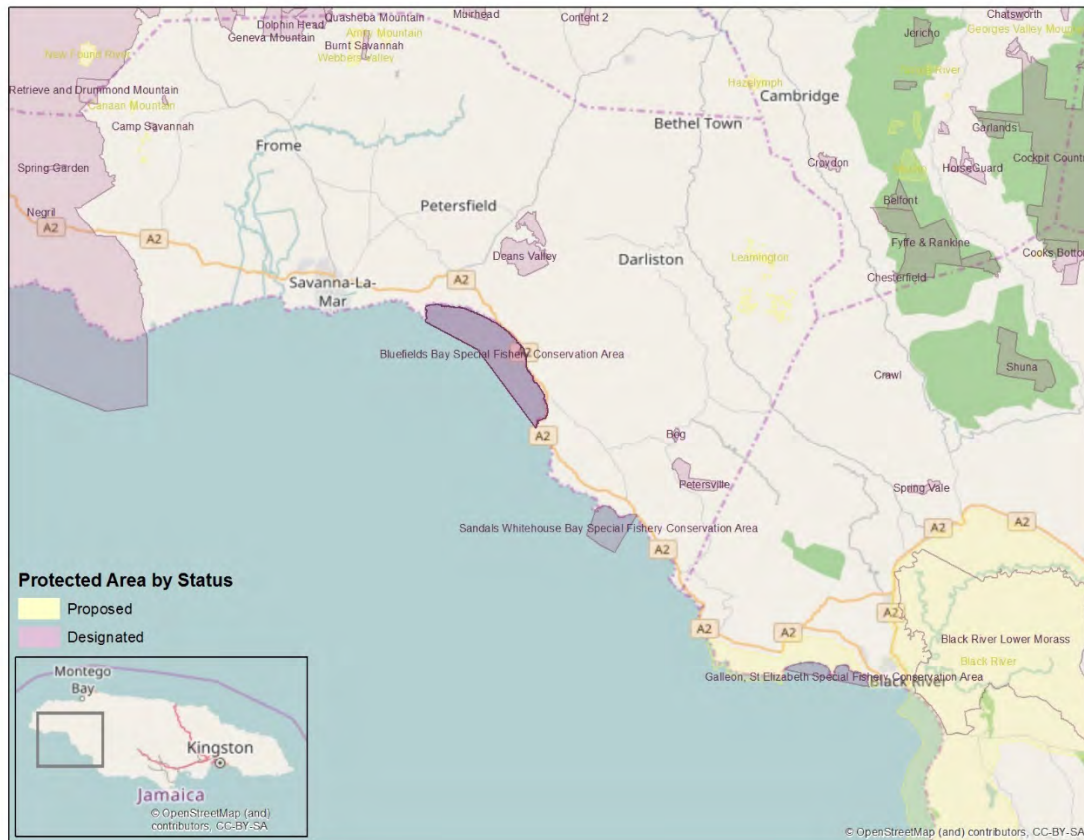 Quasheba Mountain
Muirhead
Content 2
Chatsworth
Dolphin Head
Geneva Mountain
Burnt Savannah
Webbers Valley
Jericho
Georges Valley Mountain
New Found River
Retrieve and Drummond Mountain
Canaan Mountain
Camp Savannah
Hazelymph
Cambridge
Bethel Town
Garlands
Frome
Spring Garden
Croydon
HorseGuard
Cockpit Country
Negril
A2
A2
Petersfield
Belfont
Fyffe & Rankine
Deans Valley
Darliston
Leamington
Cooks Bottom
Chesterfield
Savanna-La-
Mar
A2
A2
Bluefields Bay Special Fishery Conservation Area
Shuna
Crawl
A2
Bog
Petersville
Spring Vale
A2
A2
Sandals Whitehouse Bay Special Fishery Conservation Area
A2
Protected Area by Status
Proposed
Designated
A2
A2
A2
Black River Lower Morass
Black River
Galleon, St Elizabeth Special Fishery Conservation Area
Black River
Montego
Bay
Kingston
Jamaica
© OpenStreetMap (and)
contributors, CC-BY-SA
© OpenStreetMap (and) contributors, CC-BY-SA